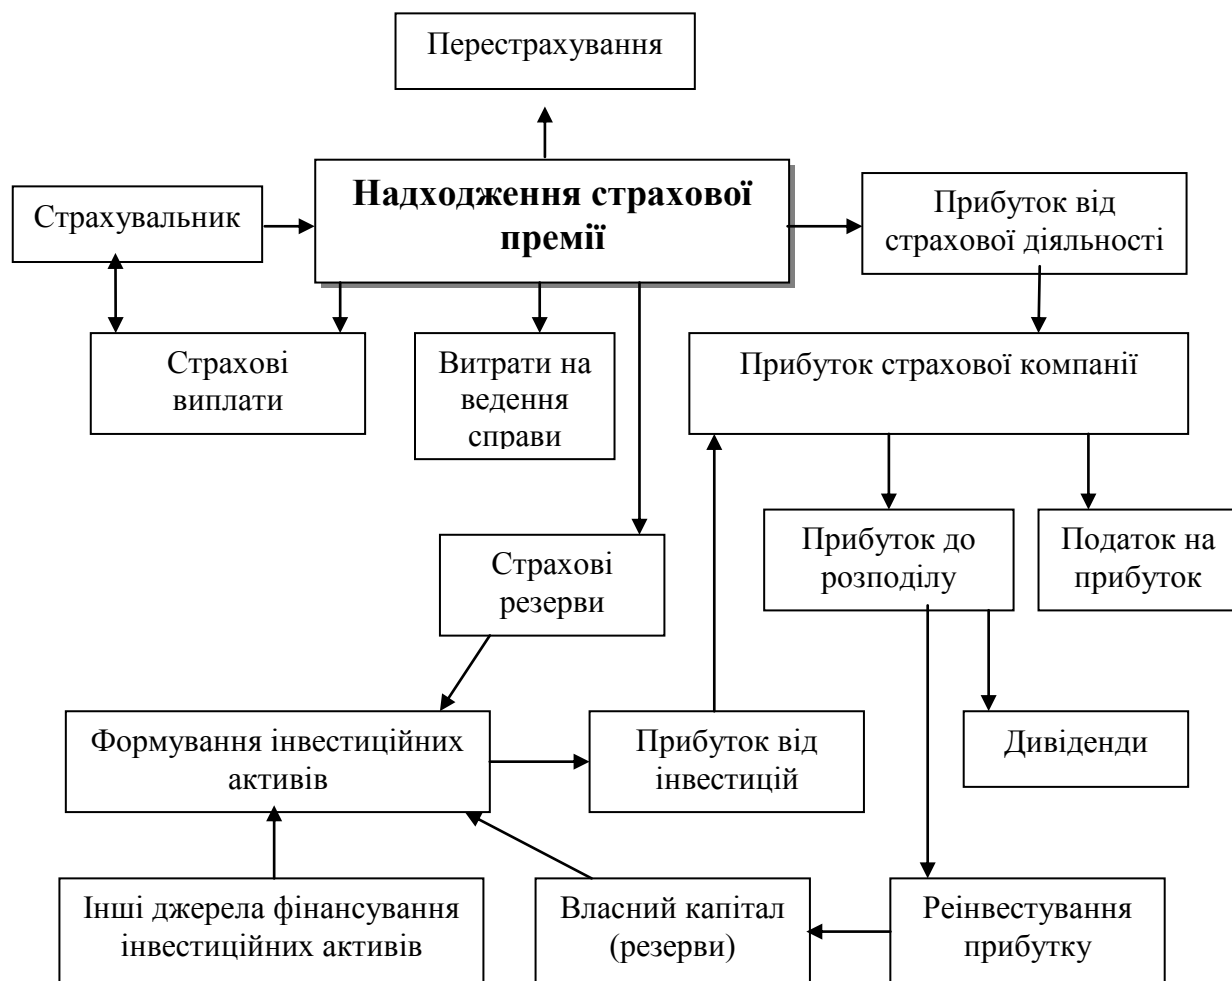 Перестрахування
Страхувальник
Надходження страхової
премії
Прибуток від
страхової діяльності
Страхові
виплати
Витрати на
ведення
справи
Прибуток страхової компанії
Страхові
резерви
Прибуток до
розподілу
Податок на
прибуток
Формування інвестиційних
активів
Прибуток від
інвестицій
Дивіденди
Інші джерела фінансування
інвестиційних активів
Власний капітал
(резерви)
Реінвестування
прибутку